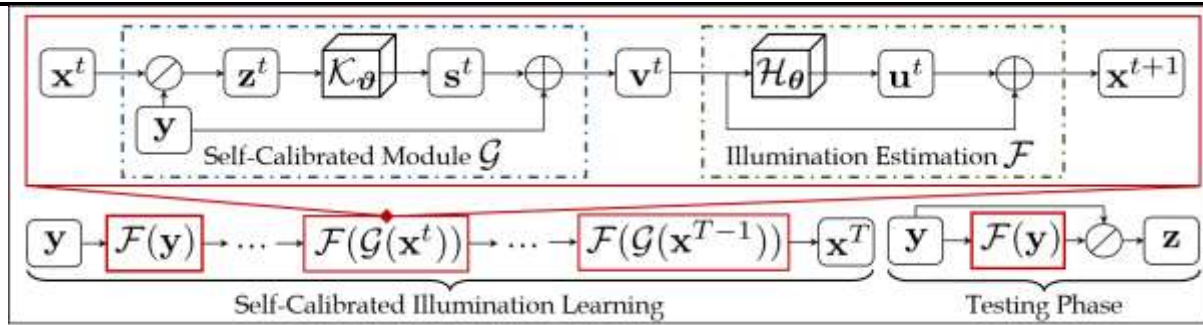 x^t ⊘ z^t 𝒦_ϑ s^t ⊕ v^t ℋ_θ u^t ⊕ x^{t+1}
y
Self-Calibrated Module 𝒢 Illumination Estimation ℱ
y ℱ(y) ... ℱ(𝒢(x^t)) ... ℱ(𝒢(x^{T-1})) x^T y ℱ(y) ⊘ z
Self-Calibrated Illumination Learning Testing Phase